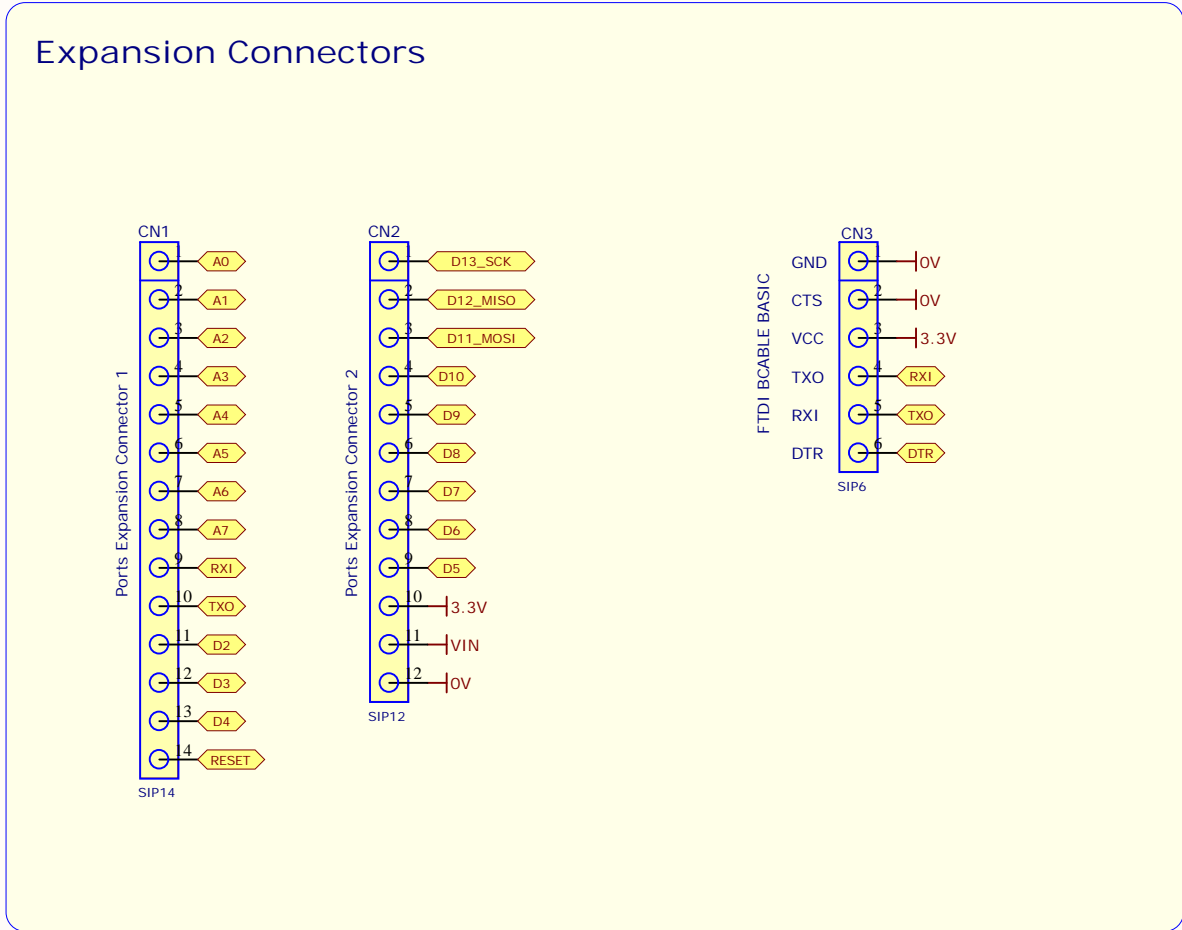 Expansion Connectors
CN1
Ports Expansion Connector 1
1 A0
2 A1
3 A2
4 A3
5 A4
6 A5
7 A6
8 A7
9 RXI
10 TXO
11 D2
12 D3
13 D4
14 RESET
SIP14
CN2
Ports Expansion Connector 2
1 D13_SCK
2 D12_MISO
3 D11_MOSI
4 D10
5 D9
6 D8
7 D7
8 D6
9 D5
10 3.3V
11 VIN
12 0V
SIP12
CN3
FTDI BCABLE BASIC
GND 1 0V
CTS 2 0V
VCC 3 3.3V
TXO 4 RXI
RXI 5 TXO
DTR 6 DTR
SIP6